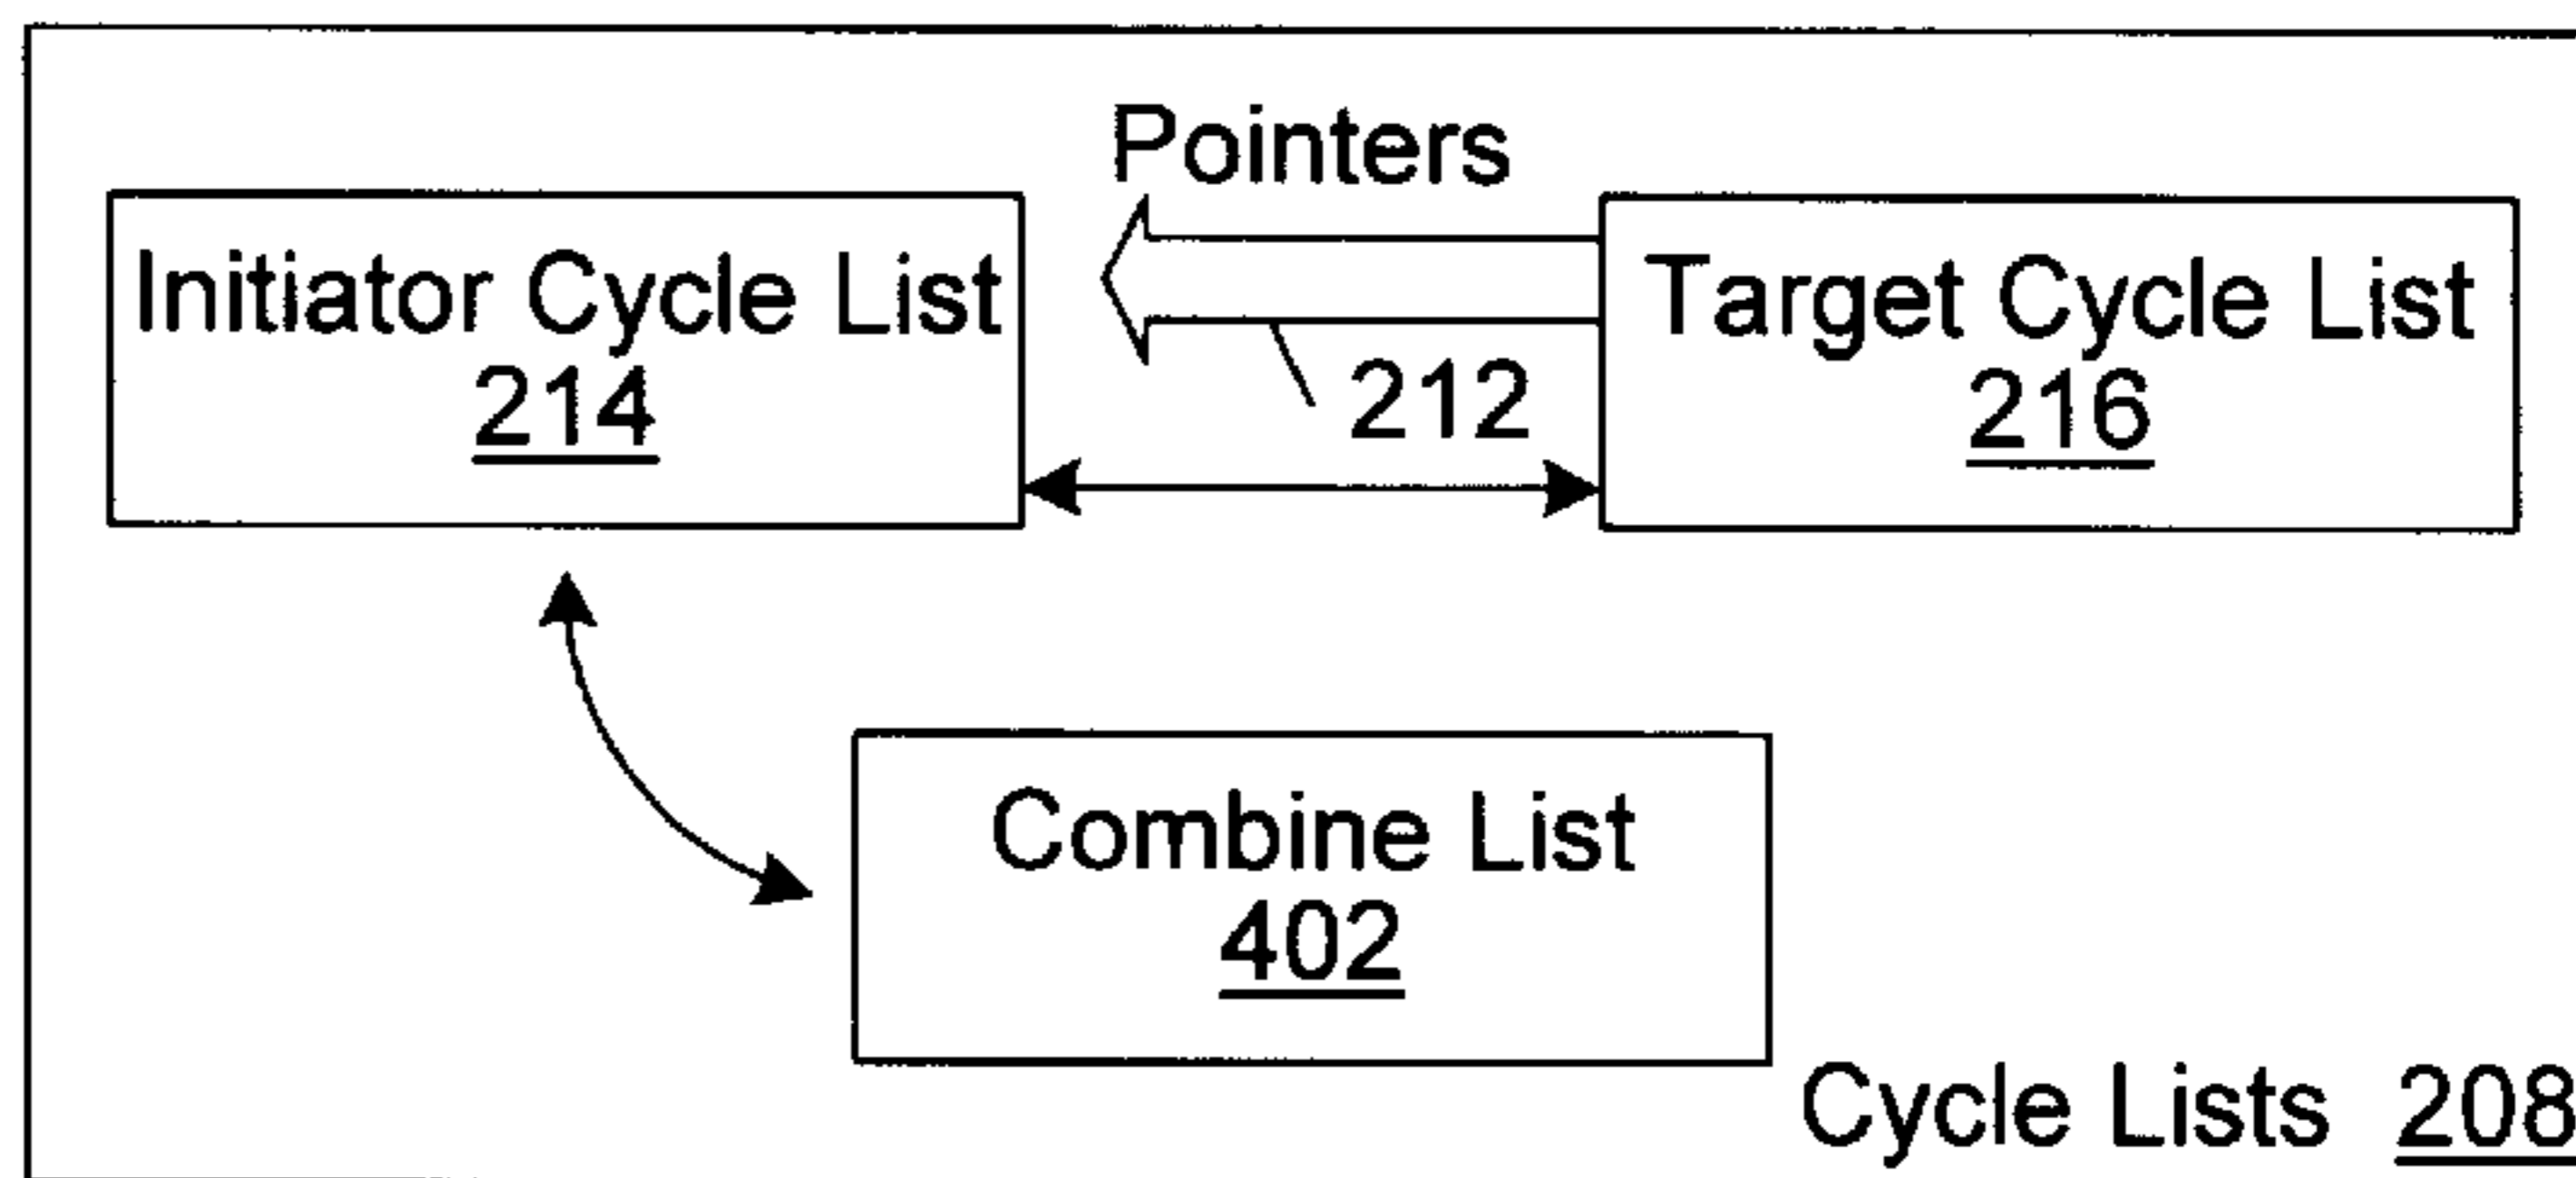 Pointers
Initiator Cycle List
214
212
Target Cycle List
216
Combine List
402
Cycle Lists 208